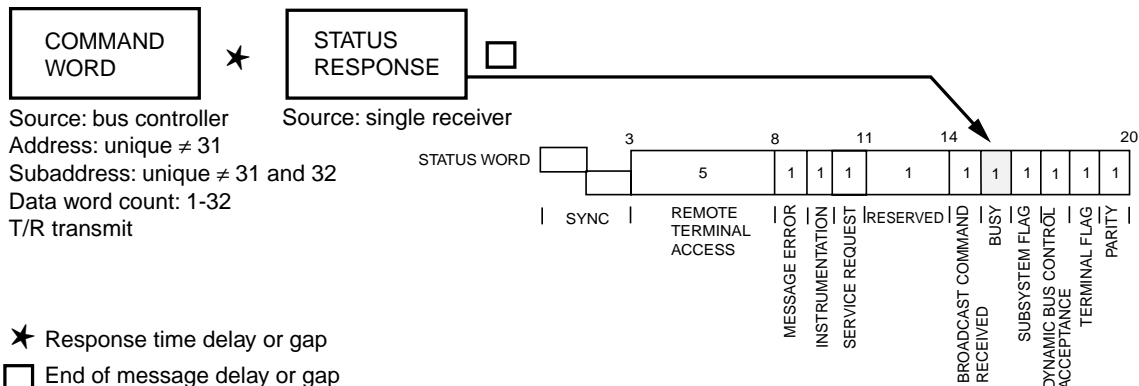 COMMAND
WORD
STATUS
RESPONSE
Source: bus controller
Address: unique ≠ 31
Subaddress: unique ≠ 31 and 32
Data word count: 1-32
T/R transmit
Source: single receiver
3 8 11 14 20
STATUS WORD
5 1 1 1 1 1 1 1 1 1 1
SYNC
REMOTE
TERMINAL
ACCESS
MESSAGE ERROR
INSTRUMENTATION
SERVICE REQUEST
RESERVED
BROADCAST COMMAND
RECEIVED
BUSY
SUBSYSTEM FLAG
DYNAMIC BUS CONTROL
ACCEPTANCE
TERMINAL FLAG
PARITY
Response time delay or gap
End of message delay or gap